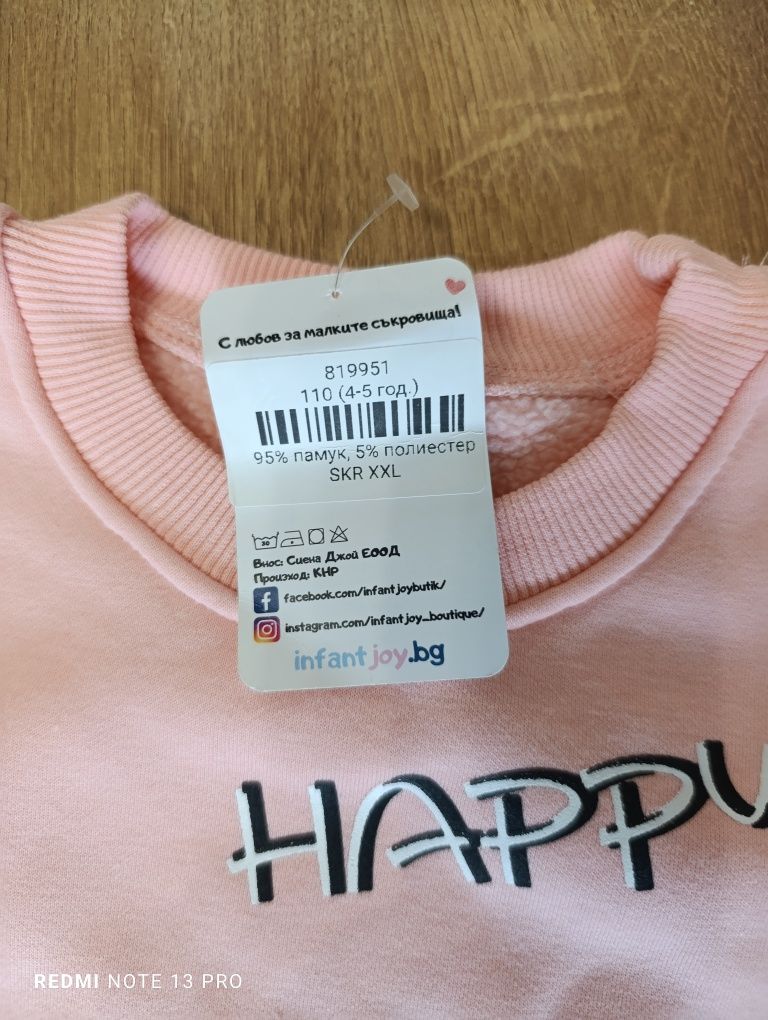 С любов за малките съкровища!
819951
110 (4-5 год.)
95% памук, 5% полиестер
SKR XXL
30
Внос: Сиена Джой ЕООД
Произход: КНР
facebook.com/infantjoybutik/
instagram.com/infantjoy_boutique/
infantjoy.bg
HAPPY
REDMI NOTE 13 PRO